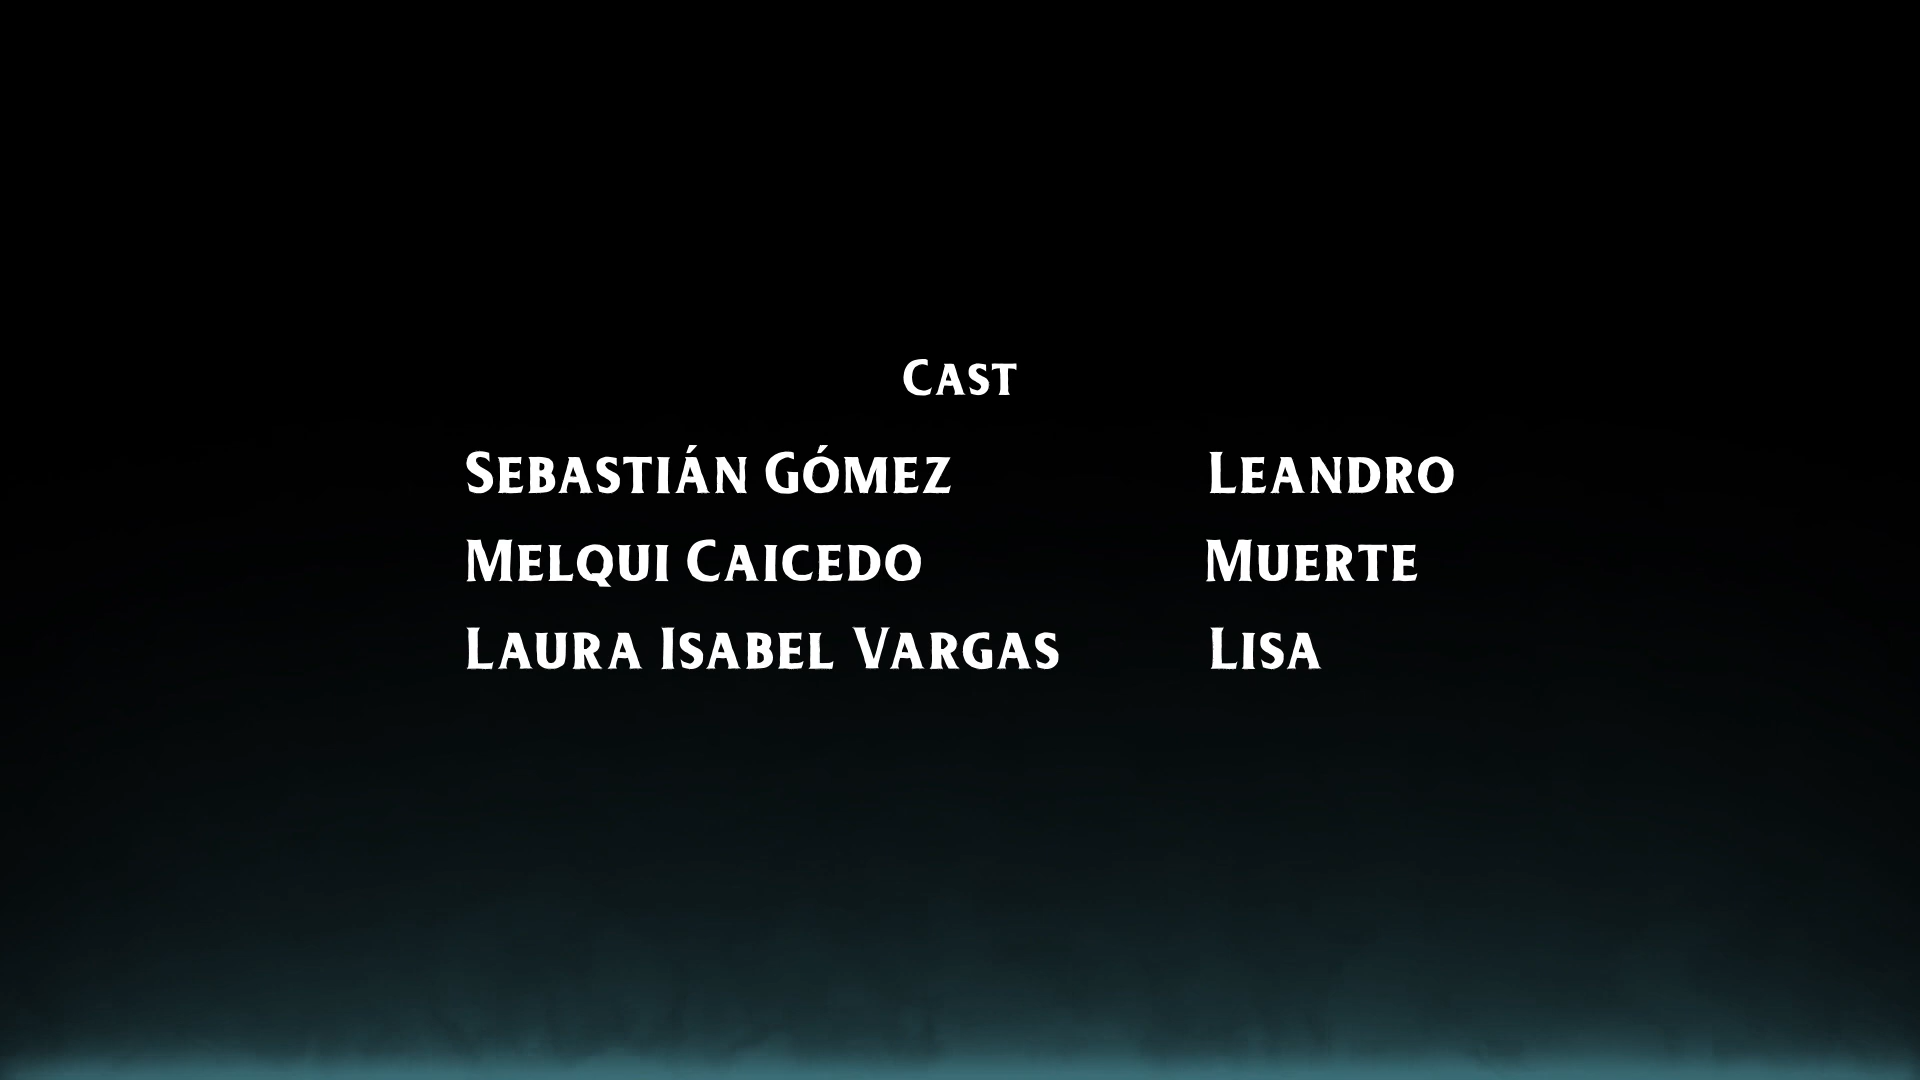 Cast
Sebastián Gómez Leandro
Melqui Caicedo Muerte
Laura Isabel Vargas Lisa